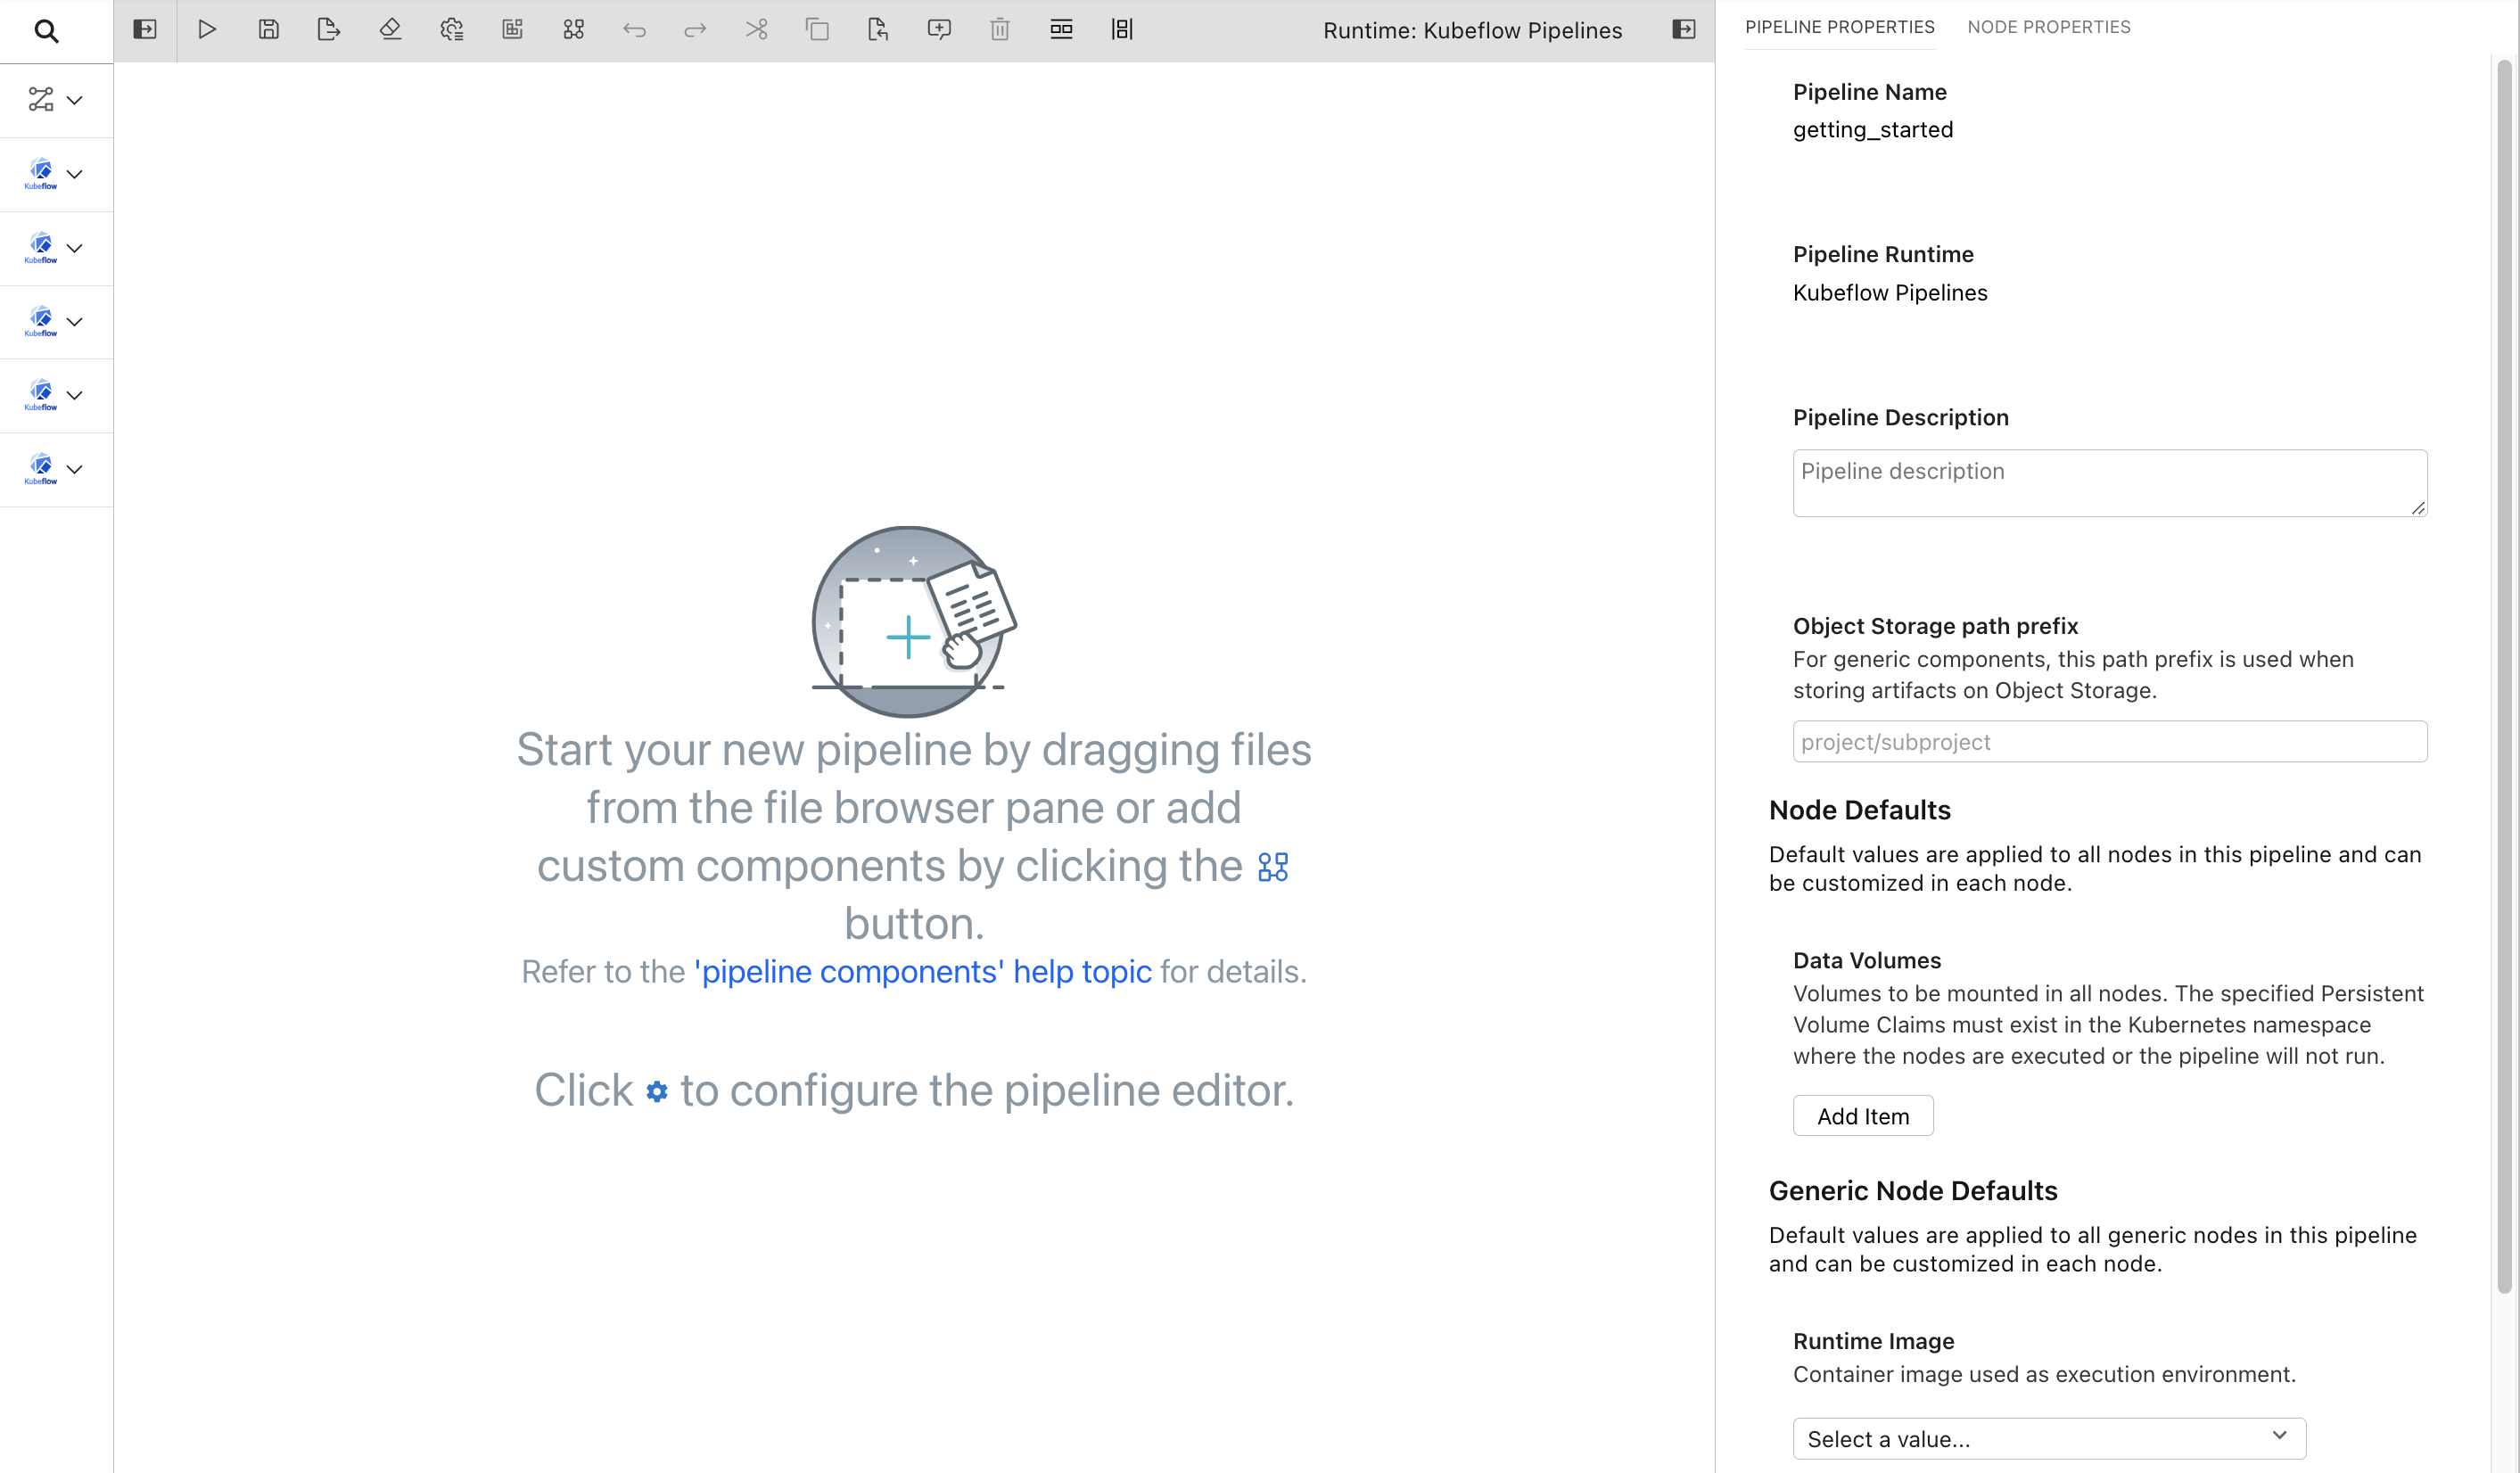 Runtime: Kubeflow Pipelines
PIPELINE PROPERTIES
NODE PROPERTIES
Kubeflow
Kubeflow
Kubeflow
Kubeflow
Kubeflow
Start your new pipeline by dragging files
from the file browser pane or add
custom components by clicking the
button.
Refer to the 'pipeline components' help topic for details.
Click to configure the pipeline editor.
Pipeline Name
getting_started
Pipeline Runtime
Kubeflow Pipelines
Pipeline Description
Pipeline description
Object Storage path prefix
For generic components, this path prefix is used when
storing artifacts on Object Storage.
project/subproject
Node Defaults
Default values are applied to all nodes in this pipeline and can
be customized in each node.
Data Volumes
Volumes to be mounted in all nodes. The specified Persistent
Volume Claims must exist in the Kubernetes namespace
where the nodes are executed or the pipeline will not run.
Add Item
Generic Node Defaults
Default values are applied to all generic nodes in this pipeline
and can be customized in each node.
Runtime Image
Container image used as execution environment.
Select a value...